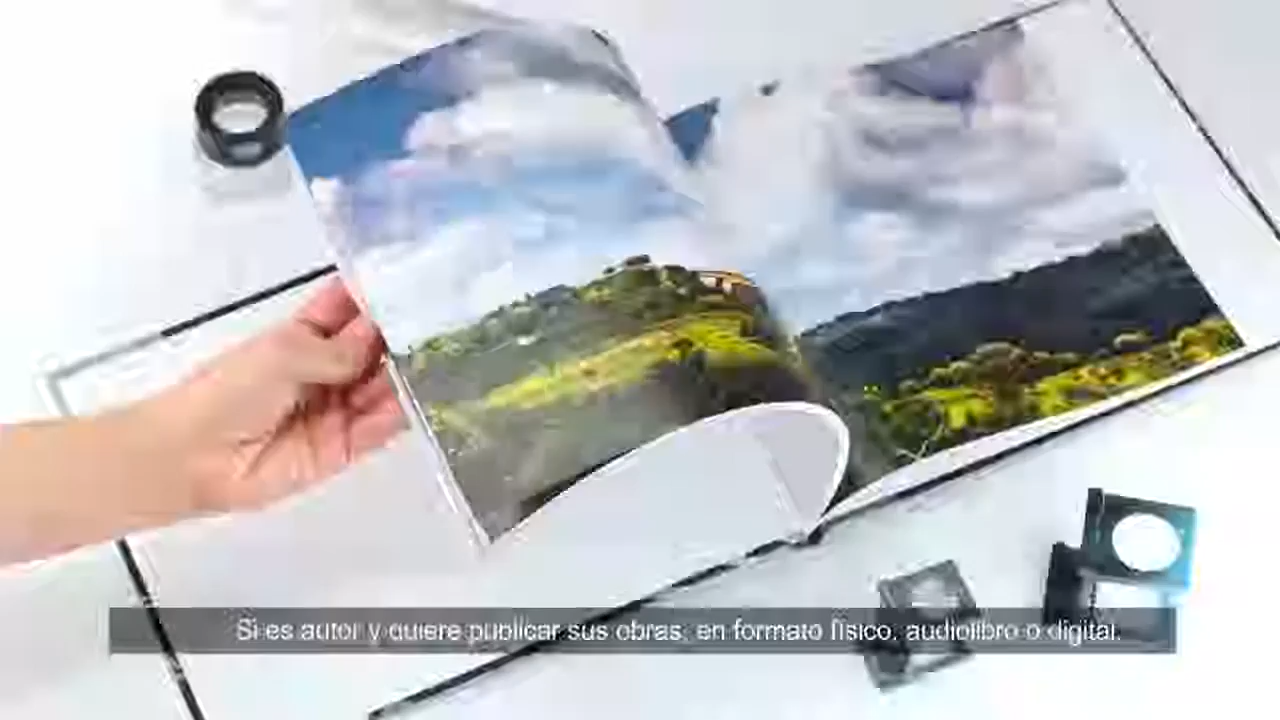 Si es autor y quiere publicar sus obras, en formato físico, audiolibro o digital.